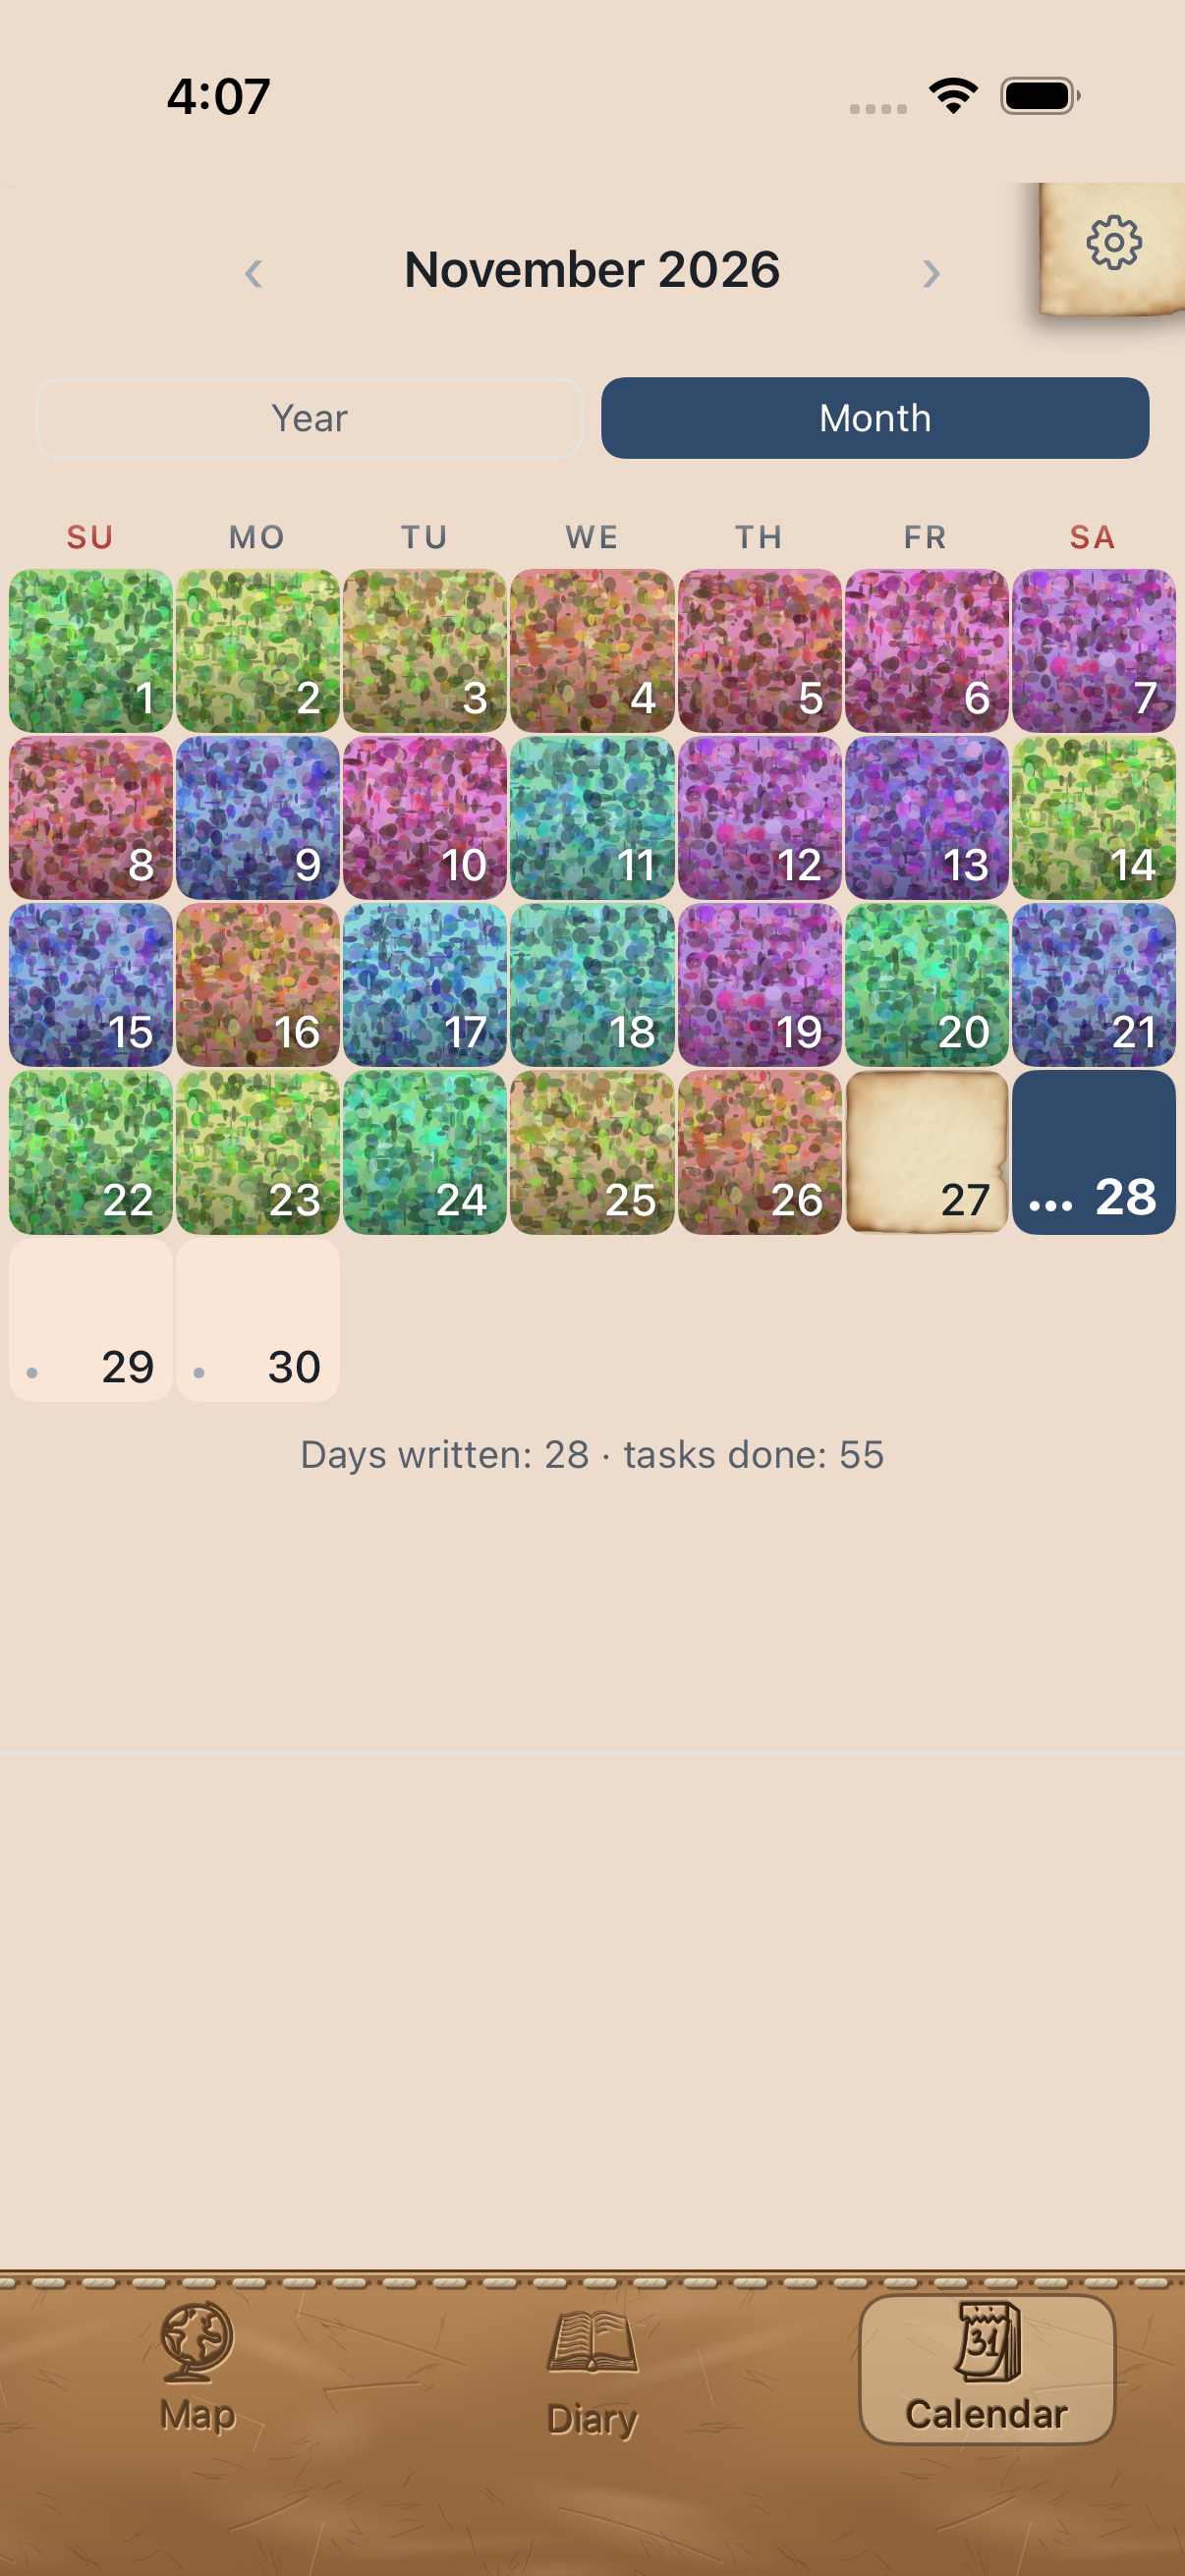 4:07
‹ November 2026 ›
Year Month
SU MO TU WE TH FR SA
1 2 3 4 5 6 7
8 9 10 11 12 13 14
15 16 17 18 19 20 21
22 23 24 25 26 27 ... 28
29 30
Days written: 28 · tasks done: 55
31
Map Diary Calendar